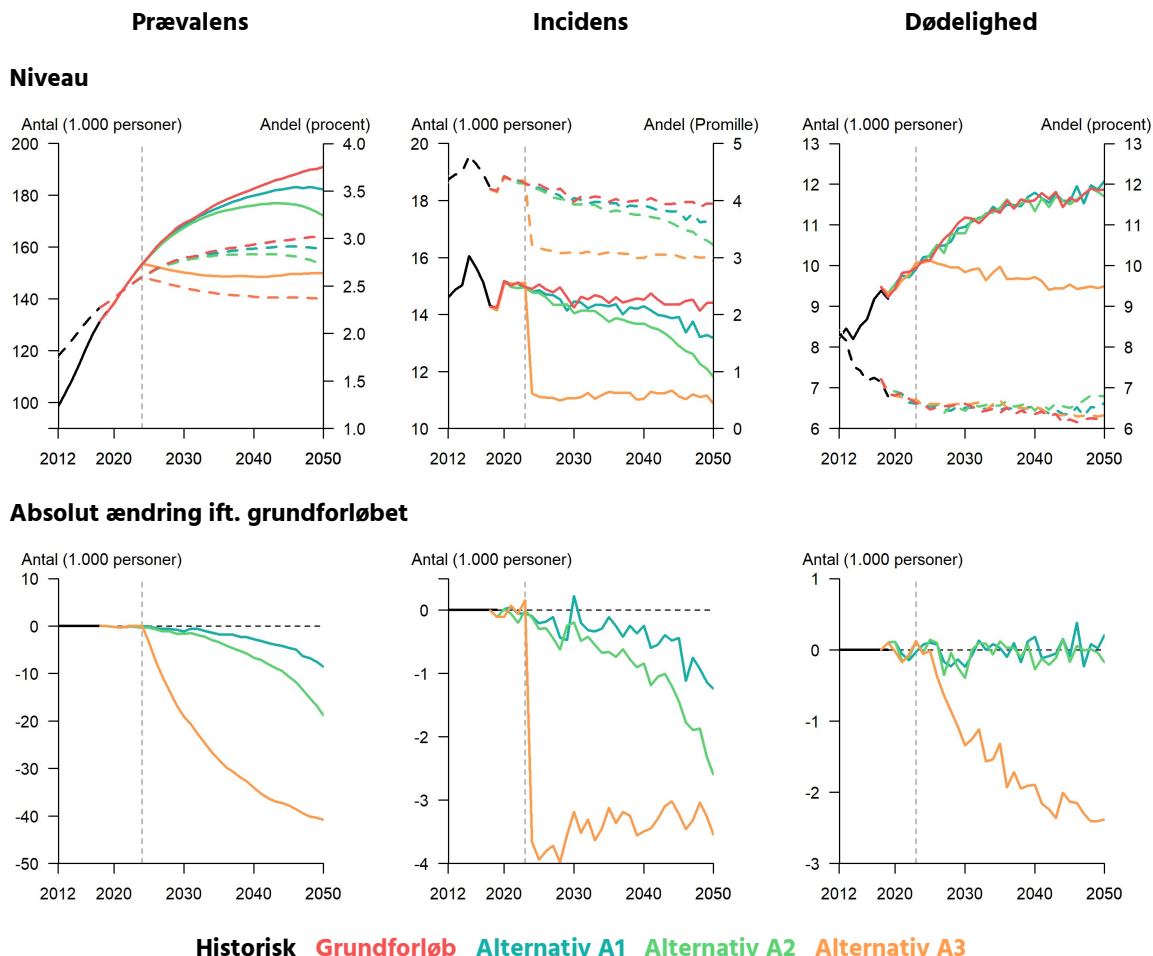 Prævalens Incidens Dødelighed
Niveau
Antal (1.000 personer) Andel (procent) Antal (1.000 personer) Andel (Promille) Antal (1.000 personer) Andel (procent)
200 4.0 20 5 13 13
180 3.5 18 4 12 12
160 3.0 16 3 11 11
140 2.5 14 2 10 10
120 2.0 12 1 9 9
100 1.5 10 0 8 8
1.0 7 7
6 6
2012 2020 2030 2040 2050 2012 2020 2030 2040 2050 2012 2020 2030 2040 2050
Absolut ændring ift. grundforløbet
Antal (1.000 personer) Antal (1.000 personer) Antal (1.000 personer)
10 0 1
0 -1 0
-10 -2 -1
-20 -3 -2
-30 -4 -3
-40
-50
2012 2020 2030 2040 2050 2012 2020 2030 2040 2050 2012 2020 2030 2040 2050
Historisk Grundforløb Alternativ A1 Alternativ A2 Alternativ A3